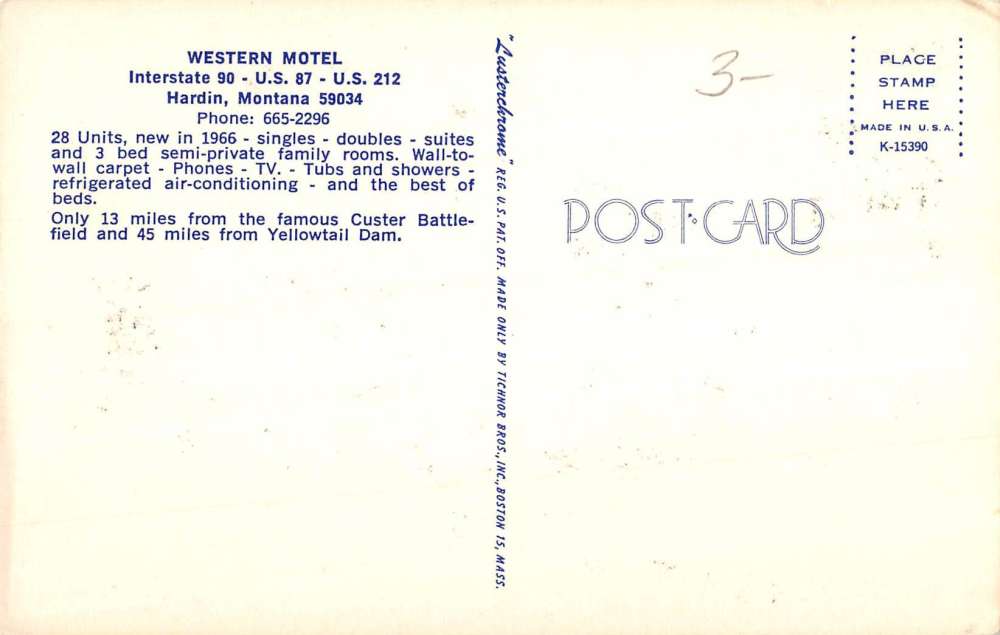 WESTERN MOTEL
Interstate 90 - U.S. 87 - U.S. 212
Hardin, Montana 59034
Phone: 665-2296
28 Units, new in 1966 - singles - doubles - suites
and 3 bed semi-private family rooms. Wall-to-
wall carpet - Phones - TV. - Tubs and showers -
refrigerated air-conditioning - and the best of
beds.
Only 13 miles from the famous Custer Battle-
field and 45 miles from Yellowtail Dam.
"Lusterchrome" REG. U.S. PAT. OFF. MADE ONLY BY TICHNOR BROS., INC., BOSTON 15, MASS.
3-
POST CARD
PLACE
STAMP
HERE
MADE IN U.S.A.
K-15390